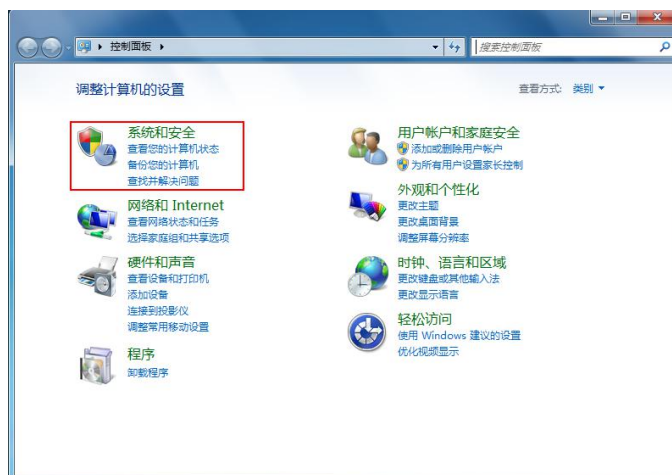 控制面板
搜索控制面板
调整计算机的设置
查看方式: 类别
系统和安全
查看您的计算机状态
备份您的计算机
查找并解决问题
网络和 Internet
查看网络状态和任务
选择家庭组和共享选项
硬件和声音
查看设备和打印机
添加设备
连接到投影仪
调整常用移动设置
程序
卸载程序
用户帐户和家庭安全
添加或删除用户帐户
为所有用户设置家长控制
外观和个性化
更改主题
更改桌面背景
调整屏幕分辨率
时钟、语言和区域
更改键盘或其他输入法
更改显示语言
轻松访问
使用 Windows 建议的设置
优化视频显示